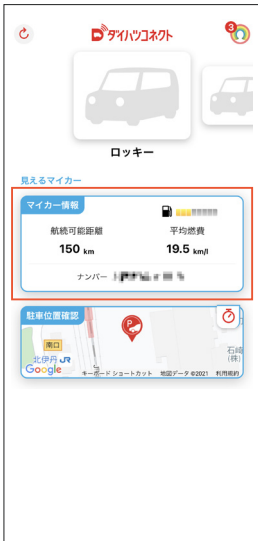 ダイハツコネクト
3
ロッキー
見えるマイカー
マイカー情報
航続可能距離
平均燃費
150 km
19.5 km/l
ナンバー
駐車位置確認
P
南口
北伊丹 JR
石崎
(株)
Google
キーボード ショートカット
地図データ ©2021
利用規約